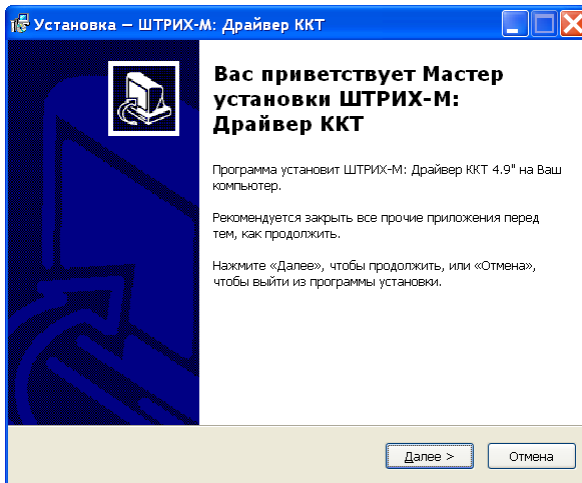 Установка — ШТРИХ-М: Драйвер ККТ
Вас приветствует Мастер
установки ШТРИХ-М:
Драйвер ККТ
Программа установит ШТРИХ-М: Драйвер ККТ 4.9" на Ваш
компьютер.
Рекомендуется закрыть все прочие приложения перед
тем, как продолжить.
Нажмите «Далее», чтобы продолжить, или «Отмена»,
чтобы выйти из программы установки.
Далее >
Отмена